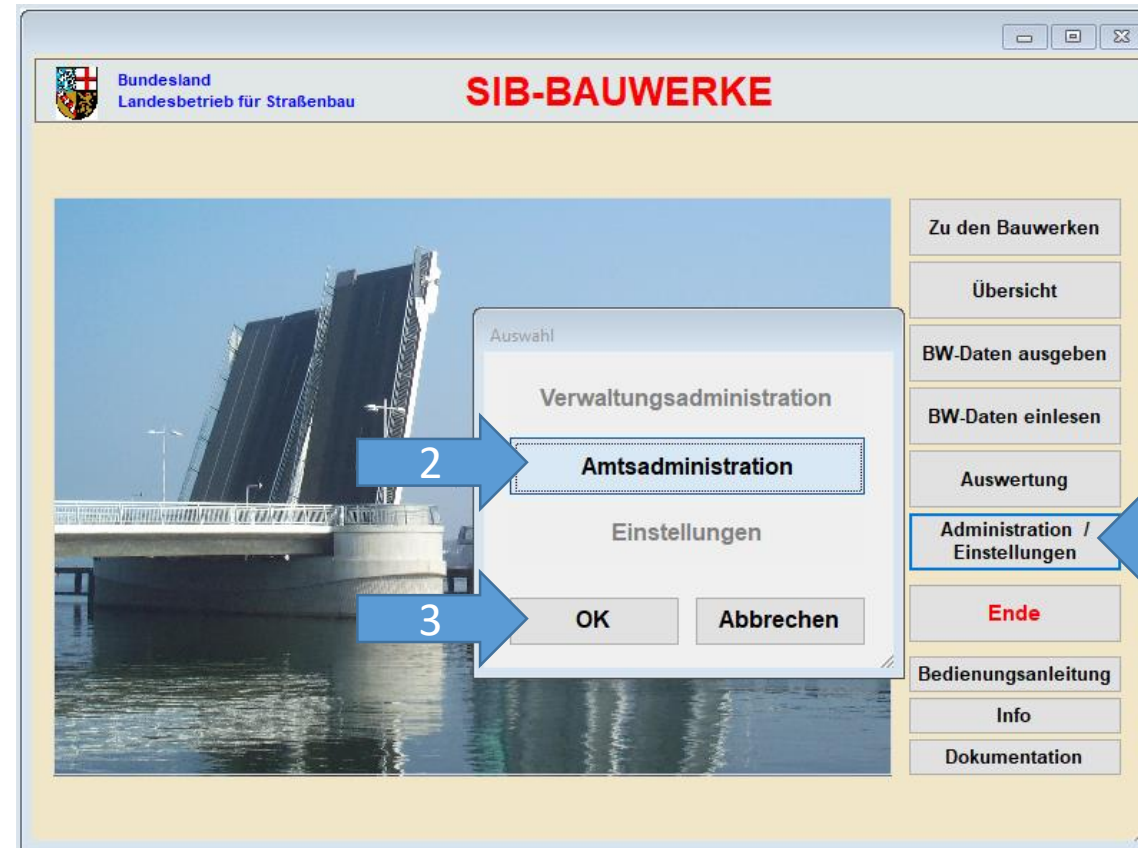 Bundesland
Landesbetrieb für Straßenbau
SIB-BAUWERKE
Zu den Bauwerken
Übersicht
BW-Daten ausgeben
BW-Daten einlesen
Auswertung
Administration /
Einstellungen
Ende
Bedienungsanleitung
Info
Dokumentation
Auswahl
Verwaltungsadministration
2
Amtsadministration
Einstellungen
3
OK
Abbrechen